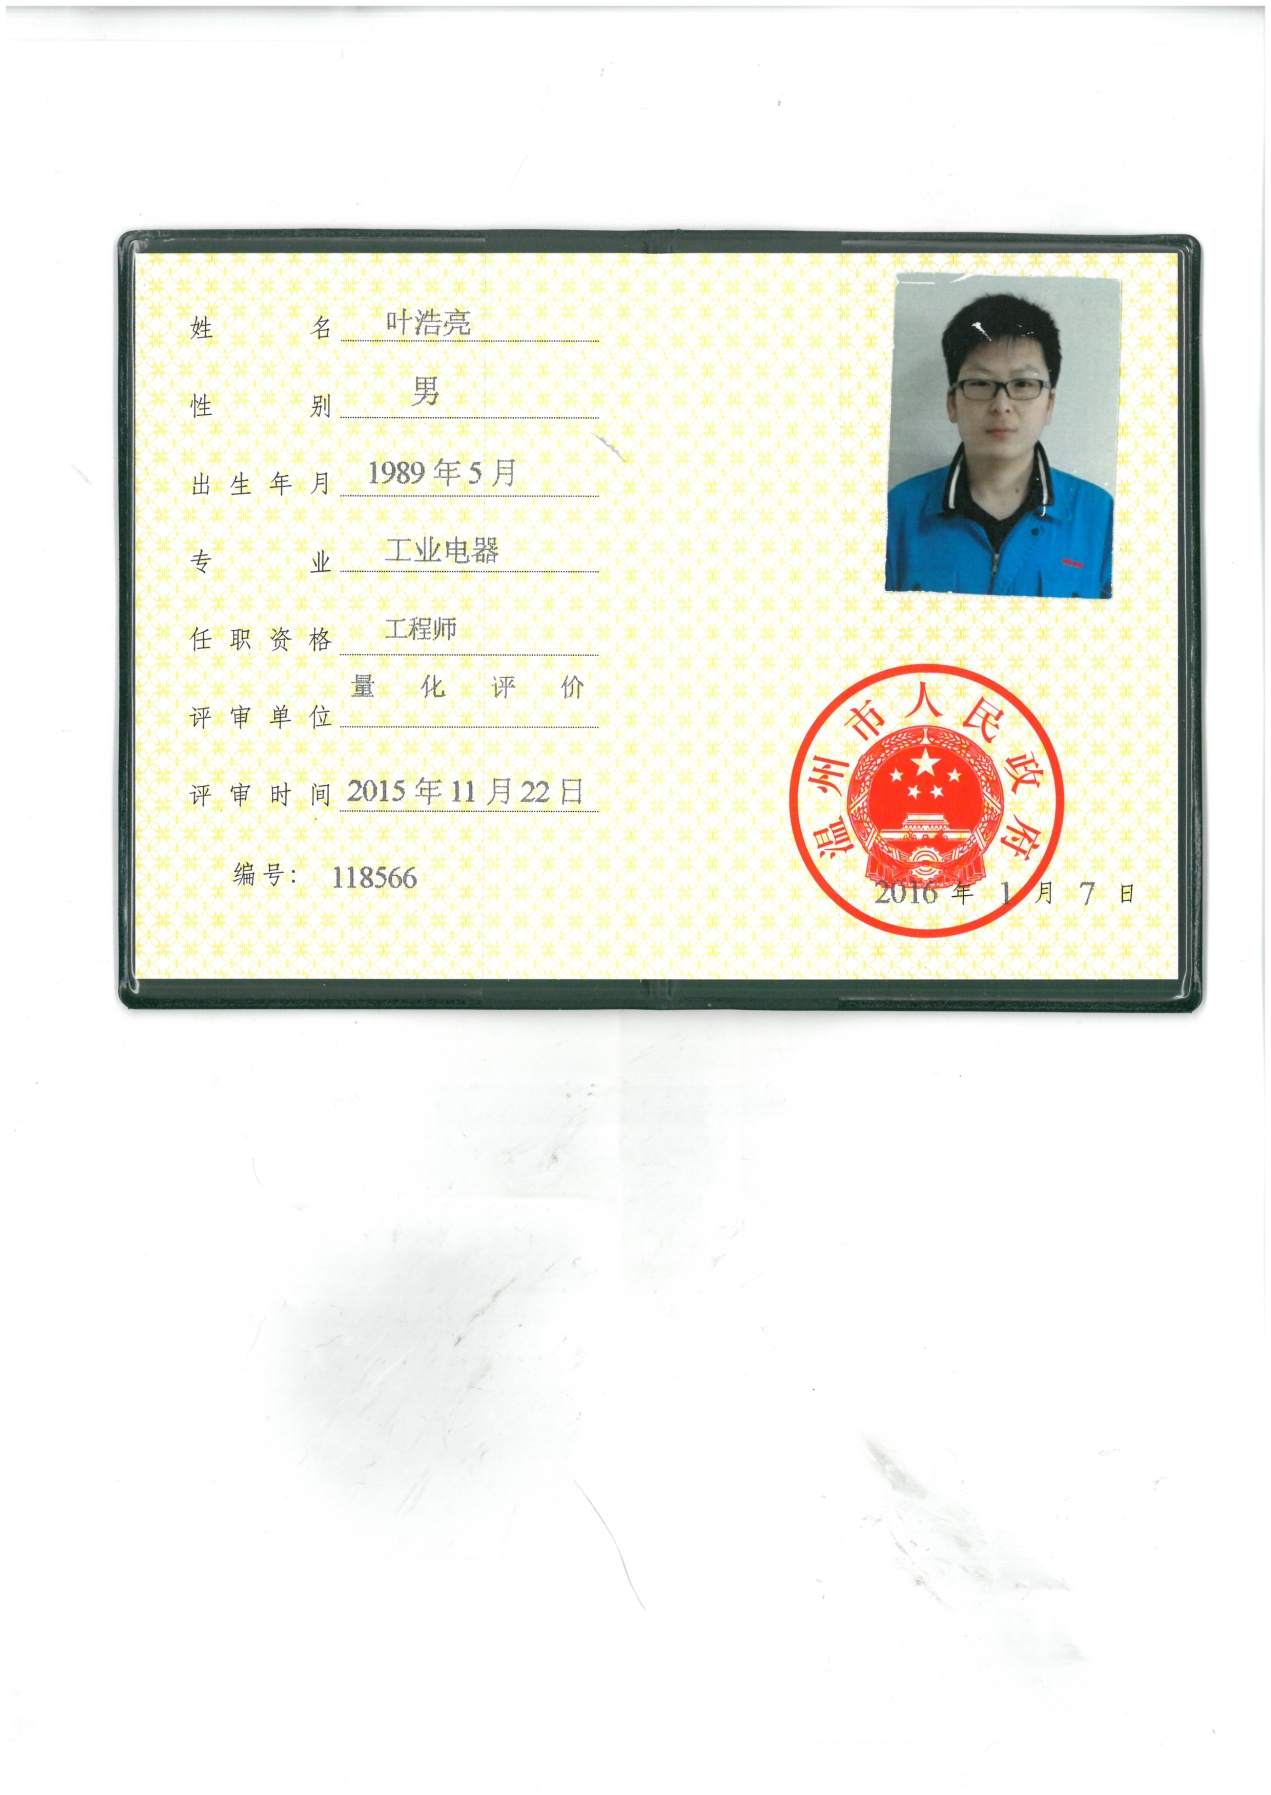 姓名 叶浩亮
性别 男
出生年月 1989年5月
专业 工业电器
任职资格 工程师
量化评价
评审单位
评审时间 2015年11月22日
编号： 118566
温州市人民政府
2016年1月7日